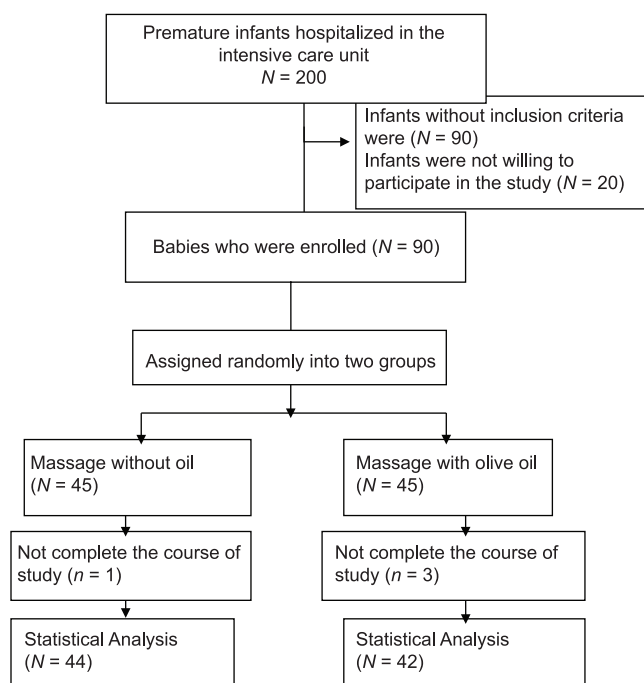 Premature infants hospitalized in the
intensive care unit
N = 200
Infants without inclusion criteria
were (N = 90)
Infants were not willing to
participate in the study (N = 20)
Babies who were enrolled (N = 90)
Assigned randomly into two groups
Massage without oil
(N = 45)
Massage with olive oil
(N = 45)
Not complete the course of
study (n = 1)
Not complete the course of
study (n = 3)
Statistical Analysis
(N = 44)
Statistical Analysis
(N = 42)